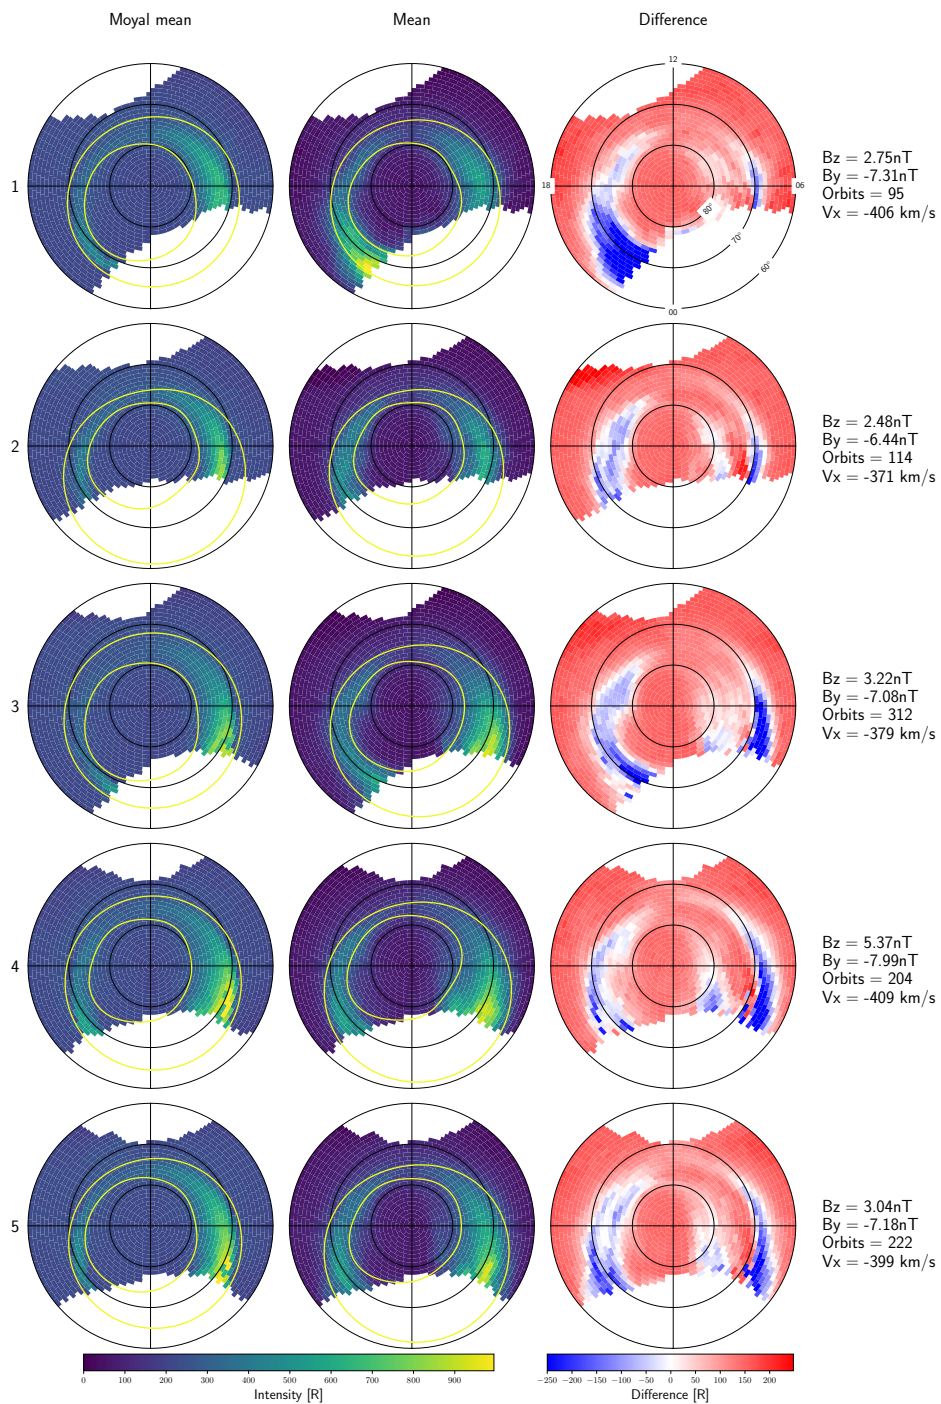 Moyal mean
Mean
Difference
12
18
06
80°
70°
60°
00
1
Bz = 2.75nT
By = -7.31nT
Orbits = 95
Vx = -406 km/s
2
Bz = 2.48nT
By = -6.44nT
Orbits = 114
Vx = -371 km/s
3
Bz = 3.22nT
By = -7.08nT
Orbits = 312
Vx = -379 km/s
4
Bz = 5.37nT
By = -7.99nT
Orbits = 204
Vx = -409 km/s
5
Bz = 3.04nT
By = -7.18nT
Orbits = 222
Vx = -399 km/s
0 100 200 300 400 500 600 700 800 900
Intensity [R]
−250 −200 −150 −100 −50 0 50 100 150 200
Difference [R]